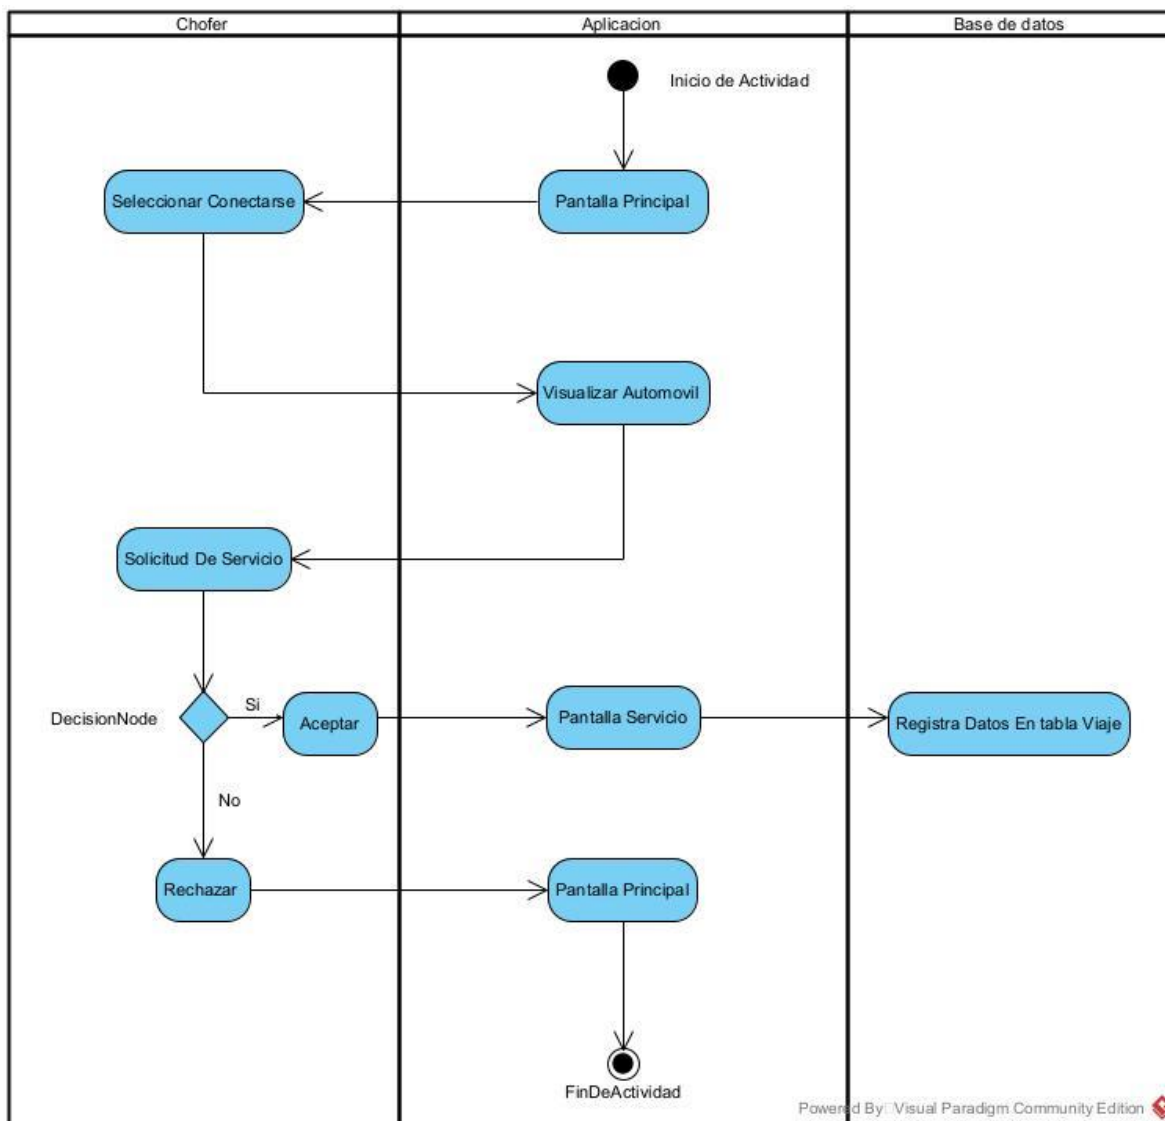 Chofer
Aplicacion
Base de datos
Inicio de Actividad
Seleccionar Conectarse
Pantalla Principal
Visualizar Automovil
Solicitud De Servicio
DecisionNode
Si
Aceptar
Pantalla Servicio
Registra Datos En tabla Viaje
No
Rechazar
Pantalla Principal
FinDeActividad
Powered By Visual Paradigm Community Edition